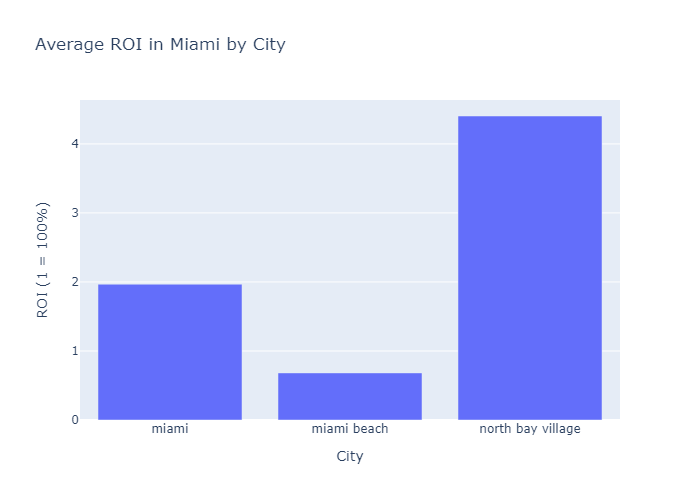 Average ROI in Miami by City
ROI (1 = 100%)
4
3
2
1
0
miami
miami beach
north bay village
City